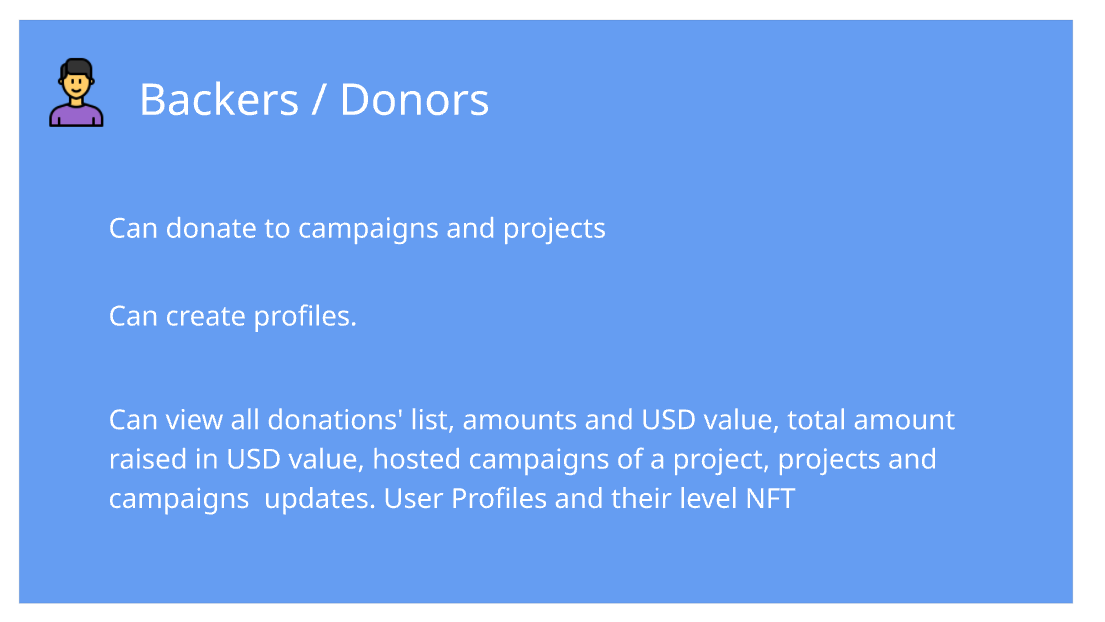 Backers / Donors
Can donate to campaigns and projects
Can create profiles.
Can view all donations' list, amounts and USD value, total amount
raised in USD value, hosted campaigns of a project, projects and
campaigns  updates. User Profiles and their level NFT